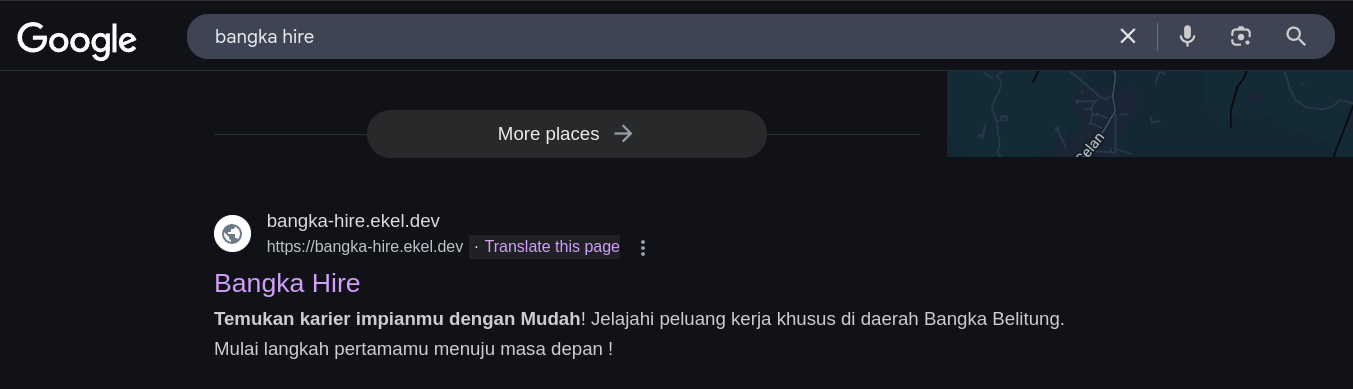 Google
bangka hire
More places
elan
bangka-hire.ekel.dev
https://bangka-hire.ekel.dev · Translate this page
Bangka Hire
Temukan karier impianmu dengan Mudah! Jelajahi peluang kerja khusus di daerah Bangka Belitung.
Mulai langkah pertamamu menuju masa depan !